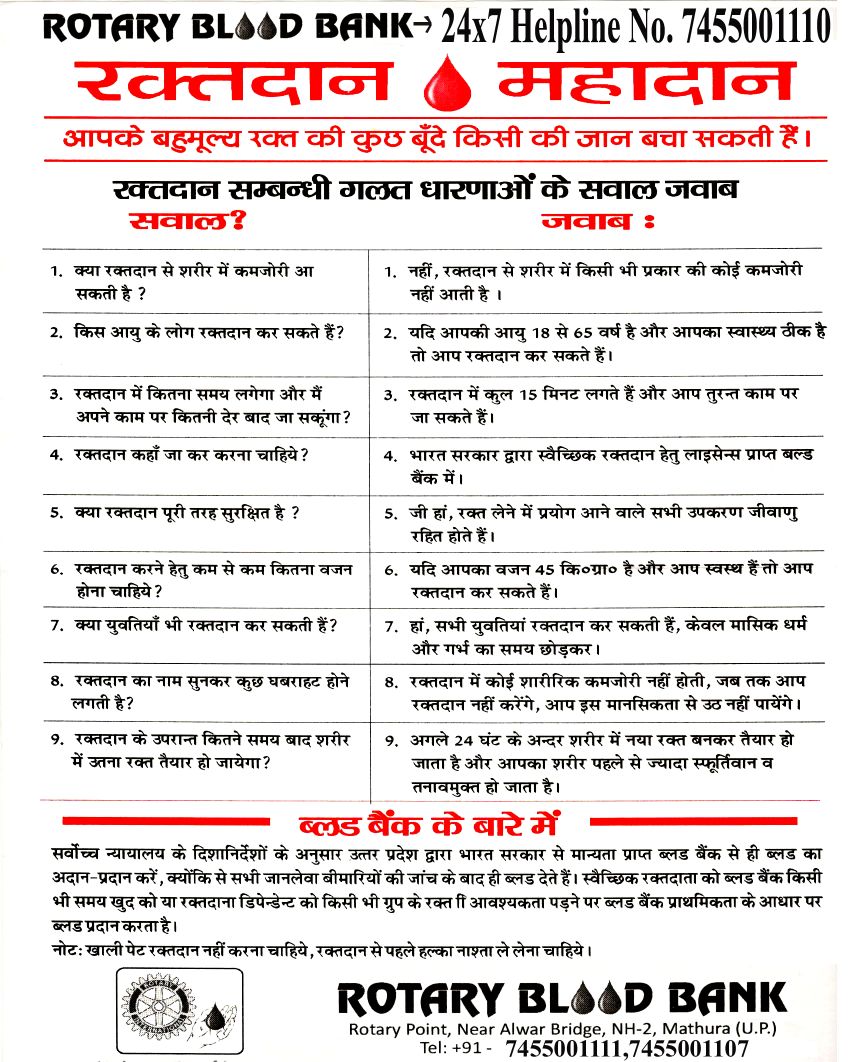 ROTARY BLOOD BANK→ 24x7 Helpline No. 7455001110
रक्तदान महादान
आपके बहुमूल्य रक्त की कुछ बूँदे किसी की जान बचा सकती हैं।
रक्तदान सम्बन्धी गलत धारणाओं के सवाल जवाब
सवाल?
जवाब :
1. क्या रक्तदान से शरीर में कमजोरी आ
सकती है ?
1. नहीं, रक्तदान से शरीर में किसी भी प्रकार की कोई कमजोरी
नहीं आती है ।
2. किस आयु के लोग रक्तदान कर सकते हैं?
2. यदि आपकी आयु 18 से 65 वर्ष है और आपका स्वास्थ्य ठीक है
तो आप रक्तदान कर सकते हैं।
3. रक्तदान में कितना समय लगेगा और मैं
अपने काम पर कितनी देर बाद जा सकूंगा?
3. रक्तदान में कुल 15 मिनट लगते हैं और आप तुरन्त काम पर
जा सकते हैं।
4. रक्तदान कहाँ जा कर करना चाहिये?
4. भारत सरकार द्वारा स्वैच्छिक रक्तदान हेतु लाइसेन्स प्राप्त बल्ड
बैंक में।
5. क्या रक्तदान पूरी तरह सुरक्षित है ?
5. जी हां, रक्त लेने में प्रयोग आने वाले सभी उपकरण जीवाणु
रहित होते हैं।
6. रक्तदान करने हेतु कम से कम कितना वजन
होना चाहिये?
6. यदि आपका वजन 45 कि०ग्रा० है और आप स्वस्थ हैं तो आप
रक्तदान कर सकते हैं।
7. क्या युवतियाँ भी रक्तदान कर सकती हैं?
7. हां, सभी युवतियां रक्तदान कर सकती हैं, केवल मासिक धर्म
और गर्भ का समय छोड़कर।
8. रक्तदान का नाम सुनकर कुछ घबराहट होने
लगती है?
8. रक्तदान में कोई शारीरिक कमजोरी नहीं होती, जब तक आप
रक्तदान नहीं करेंगे, आप इस मानसिकता से उठ नहीं पायेंगे।
9. रक्तदान के उपरान्त कितने समय बाद शरीर
में उतना रक्त तैयार हो जायेगा?
9. अगले 24 घंट के अन्दर शरीर में नया रक्त बनकर तैयार हो
जाता है और आपका शरीर पहले से ज्यादा स्फूर्तिवान व
तनावमुक्त हो जाता है।
ब्लड बैंक के बारे में
सर्वोच्च न्यायालय के दिशानिर्देशों के अनुसार उत्तर प्रदेश द्वारा भारत सरकार से मान्यता प्राप्त ब्लड बैंक से ही ब्लड का
अदान-प्रदान करें, क्योंकि से सभी जानलेवा बीमारियों की जांच के बाद ही ब्लड देते हैं। स्वैच्छिक रक्तदाता को ब्लड बैंक किसी
भी समय खुद को या रक्तदाना डिपेन्डेन्ट को किसी भी ग्रुप के रक्त ाी आवश्यकता पड़ने पर ब्लड बैंक प्राथमिकता के आधार पर
ब्लड प्रदान करता है।
नोट: खाली पेट रक्तदान नहीं करना चाहिये, रक्तदान से पहले हल्का नाश्ता ले लेना चाहिये।
ROTARY
INTERNATIONAL
ROTARY BLOOD BANK
Rotary Point, Near Alwar Bridge, NH-2, Mathura (U.P.)
Tel: +91 - 7455001111,7455001107